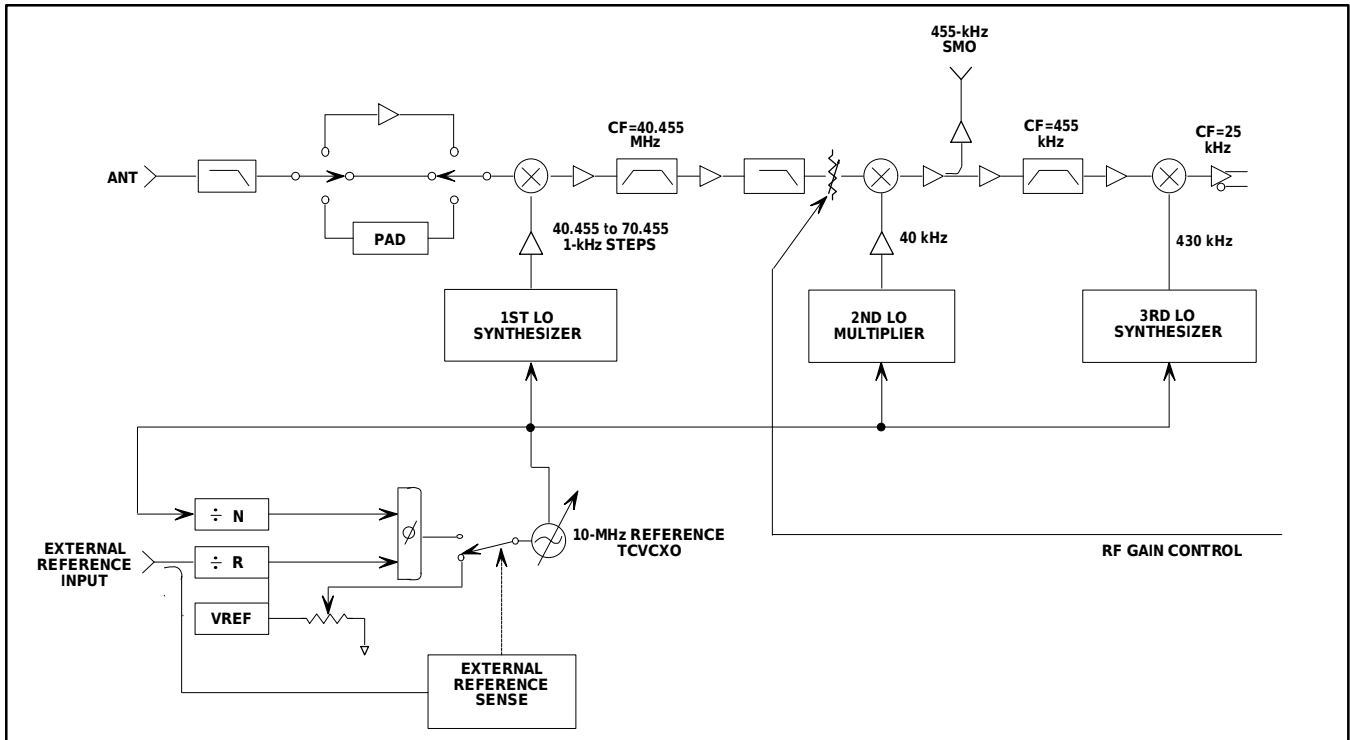 455-kHz
SMO
CF=40.455
MHz
CF=455
kHz
CF=25
kHz
ANT
PAD
40.455 to 70.455
1-kHz STEPS
40 kHz
430 kHz
1ST LO
SYNTHESIZER
2ND LO
MULTIPLIER
3RD LO
SYNTHESIZER
÷ N
EXTERNAL
REFERENCE
INPUT
÷ R
VREF
ϕ
10-MHz REFERENCE
TCVCXO
RF GAIN CONTROL
EXTERNAL
REFERENCE
SENSE